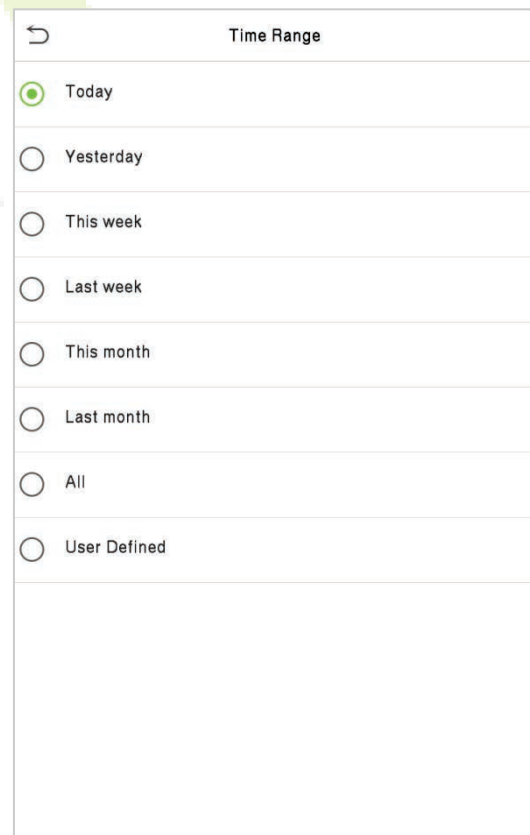 Time Range
Today
Yesterday
This week
Last week
This month
Last month
All
User Defined